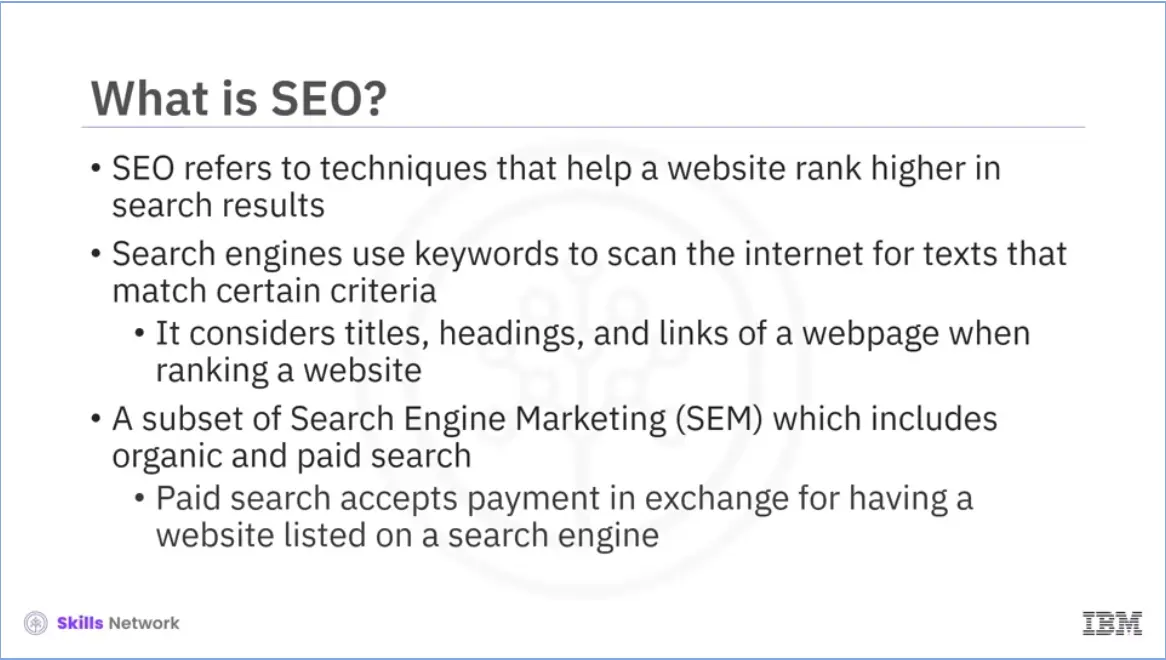 What is SEO?
• SEO refers to techniques that help a website rank higher in
search results
• Search engines use keywords to scan the internet for texts that
match certain criteria
• It considers titles, headings, and links of a webpage when
ranking a website
• A subset of Search Engine Marketing (SEM) which includes
organic and paid search
• Paid search accepts payment in exchange for having a
website listed on a search engine
Skills Network
IBM